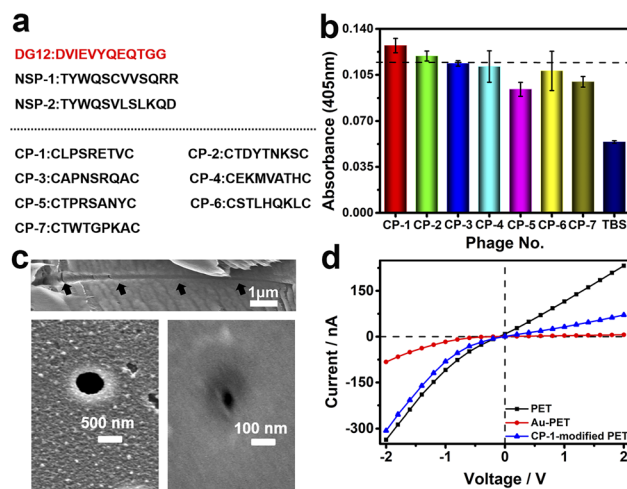 a
DG12:DVIEVYQEQTGG
NSP-1:TYWQSCVVSQRR
NSP-2:TYWQSVLSLKQD
CP-1:CLPSRETVC CP-2:CTDYTNKSC
CP-3:CAPNSRQAC CP-4:CEKMVATHC
CP-5:CTPRSANYC CP-6:CSTLHQKLC
CP-7:CTWTGPKAC
b
Absorbance (405nm)
0.140
0.105
0.070
0.035
0.000
CP-1 CP-2 CP-3 CP-4 CP-5 CP-6 CP-7 TBS
Phage No.
c
1μm
500 nm
100 nm
d
Current / nA
150
0
-150
-300
PET
Au-PET
CP-1-modified PET
-2 -1 0 1 2
Voltage / V